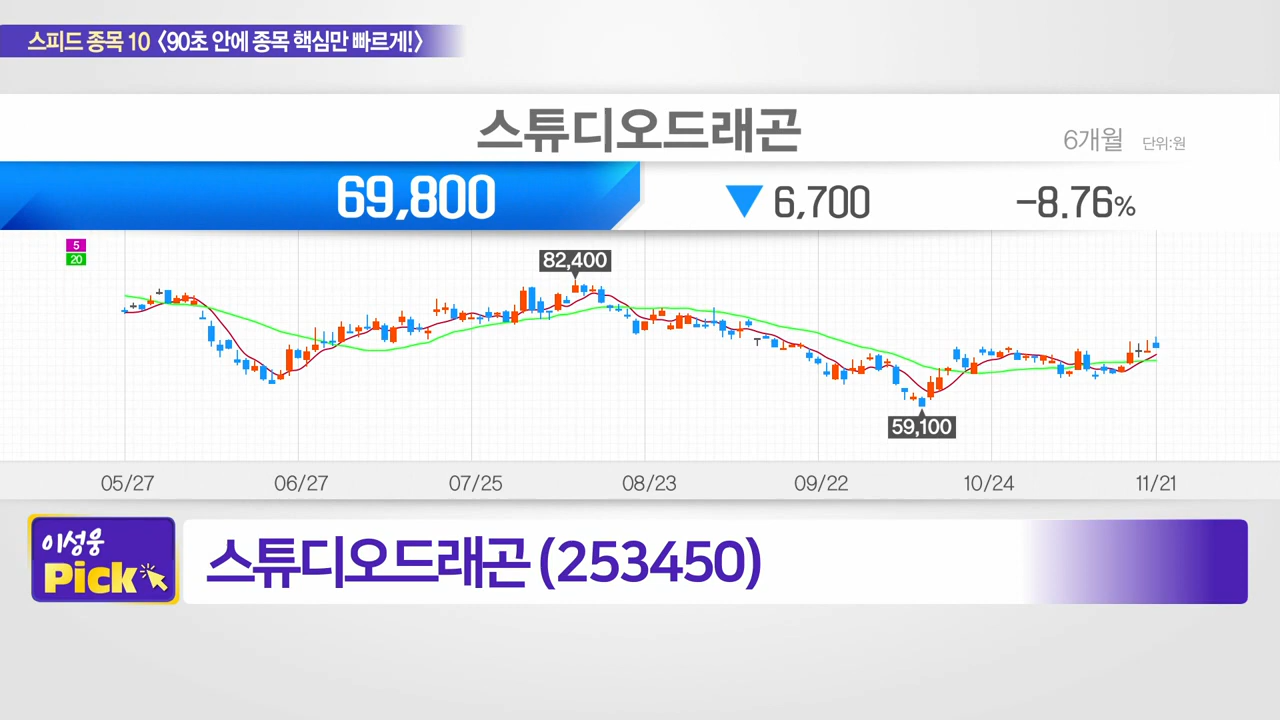 스피드 종목 10 〈90초 안에 종목 핵심만 빠르게!〉
스튜디오드래곤
6개월 단위:원
69,800 ▼ 6,700 -8.76%
5
20
82,400
59,100
05/27 06/27 07/25 08/23 09/22 10/24 11/21
이성웅
Pick
스튜디오드래곤 (253450)